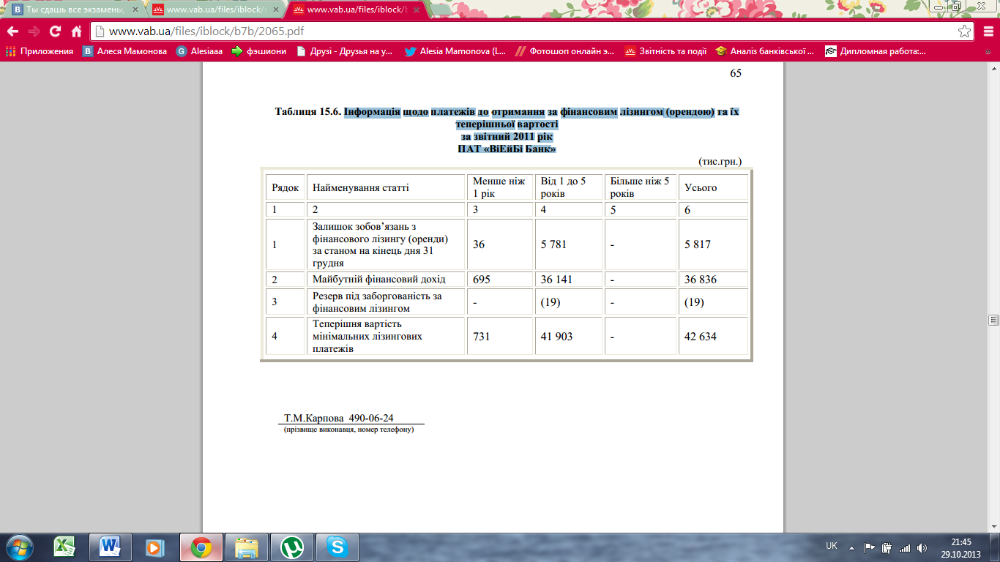 Ты сдашь все экзамены,
www.vab.ua/files/iblock/
www.vab.ua/files/iblock/
www.vab.ua/files/iblock/b7b/2065.pdf
Приложения
Алеся Мамонова
Alesiaaa
фэшиони
Друзі - Друзья на у...
Alesia Mamonova (L...
Фотошоп онлайн э...
Звітність та події
Аналіз банківської ...
Дипломная работа:...
»
65
Таблиця 15.6. Інформація щодо платежів до отримання за фінансовим лізингом (орендою) та їх
теперішньої вартості
за звітний 2011 рік
ПАТ «ВіЕйБі Банк»
(тис.грн.)
Рядок Найменування статті Менше ніж 1 рік Від 1 до 5 років Більше ніж 5 років Усього
1 2 3 4 5 6
1 Залишок зобов’язань з
фінансового лізингу (оренди)
за станом на кінець дня 31
грудня
36 5 781 - 5 817
2 Майбутній фінансовий дохід 695 36 141 - 36 836
3 Резерв під заборгованість за
фінансовим лізингом
- (19) - (19)
4 Теперішня вартість
мінімальних лізингових
платежів
731 41 903 - 42 634
Т.М.Карпова 490-06-24
(прізвище виконавця, номер телефону)
UK
21:45
29.10.2013